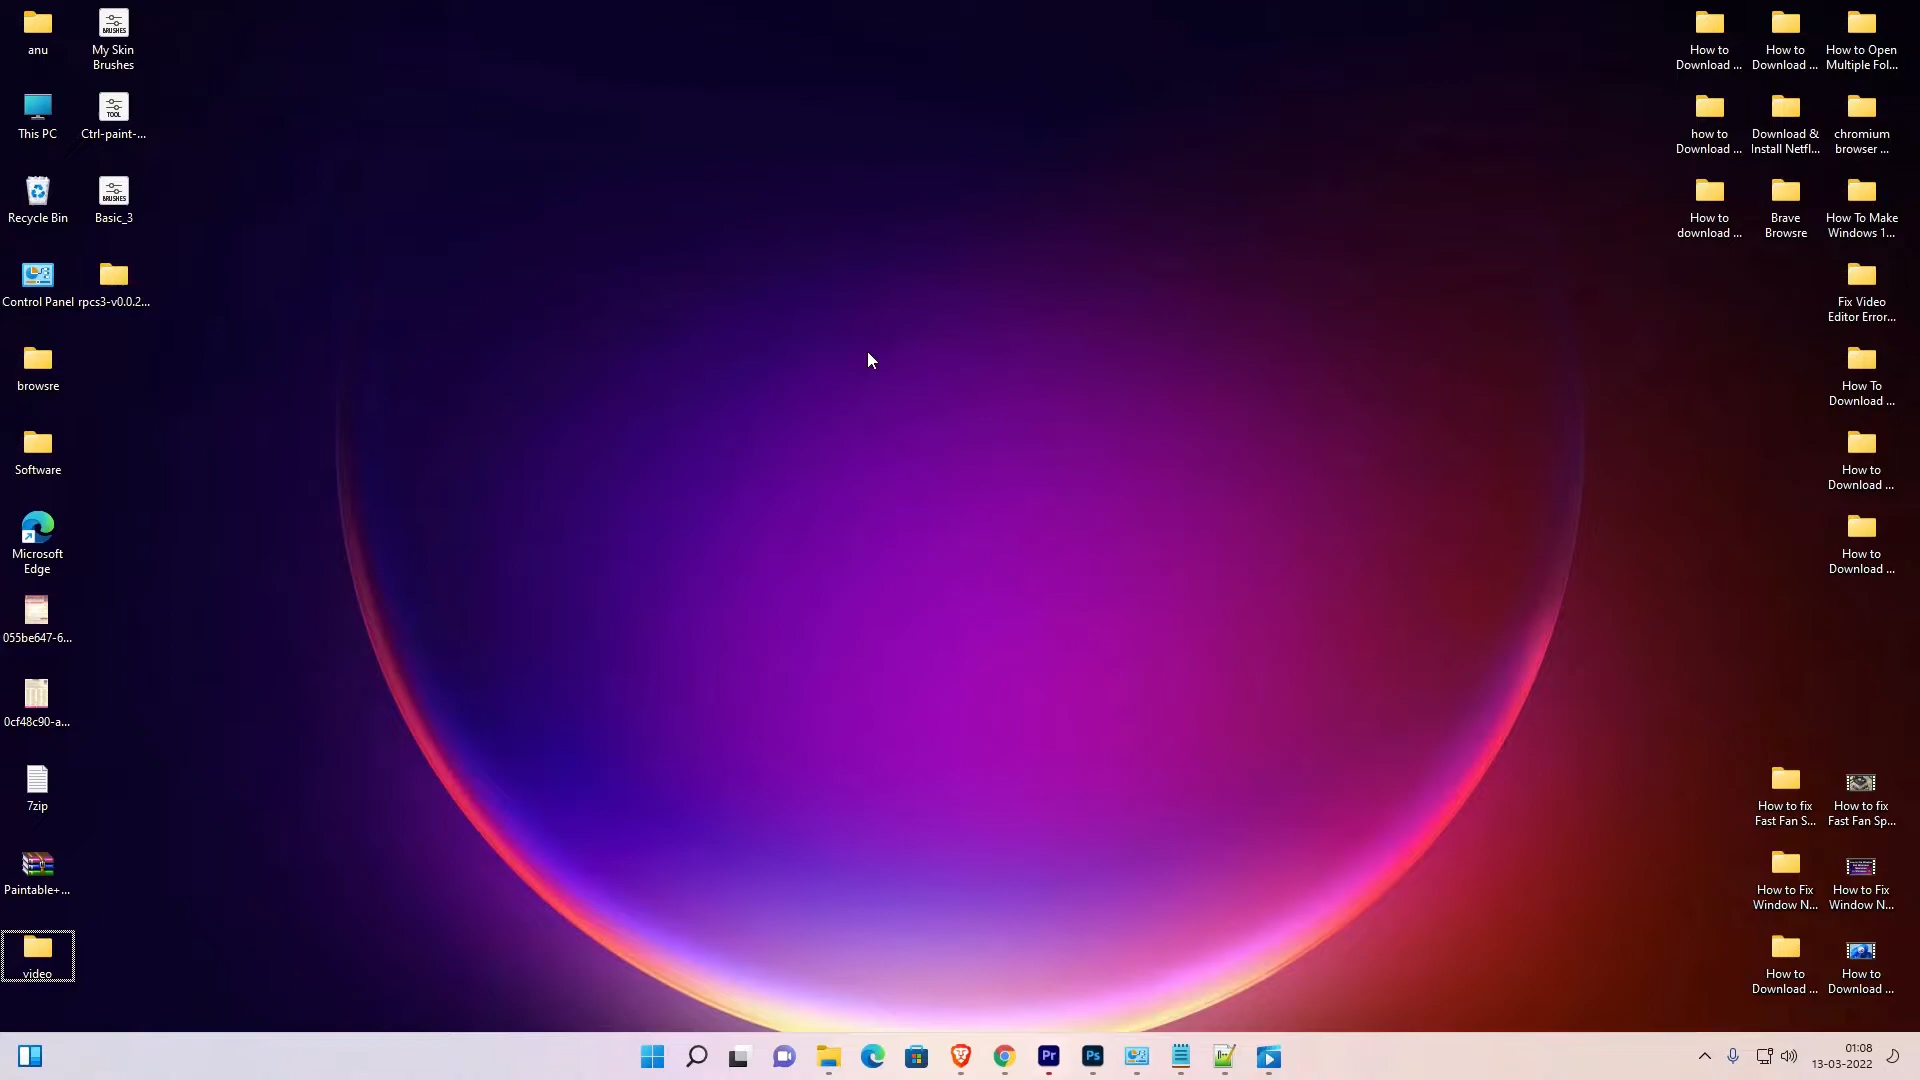 anu
My Skin
Brushes
BRUSHES
This PC
Ctrl-paint-...
TOOL
Recycle Bin
Basic_3
BRUSHES
Control Panel
rpcs3-v0.0.2...
browsre
Software
Microsoft
Edge
055be647-6...
0cf48c90-a...
7zip
Paintable+...
video
How to
Download ...
How to
Download ...
How to Open
Multiple Fol...
how to
Download ...
Download &
Install Netfl...
chromium
browser ...
How to
download ...
Brave
Browsre
How To Make
Windows 1...
Fix Video
Editor Error...
How To
Download ...
How to
Download ...
How to
Download ...
How to fix
Fast Fan S...
How to fix
Fast Fan Sp...
How to Fix
Window N...
How to Fix
Window N...
How to
Download ...
How to
Download ...
Pr
Ps
01:08
13-03-2022